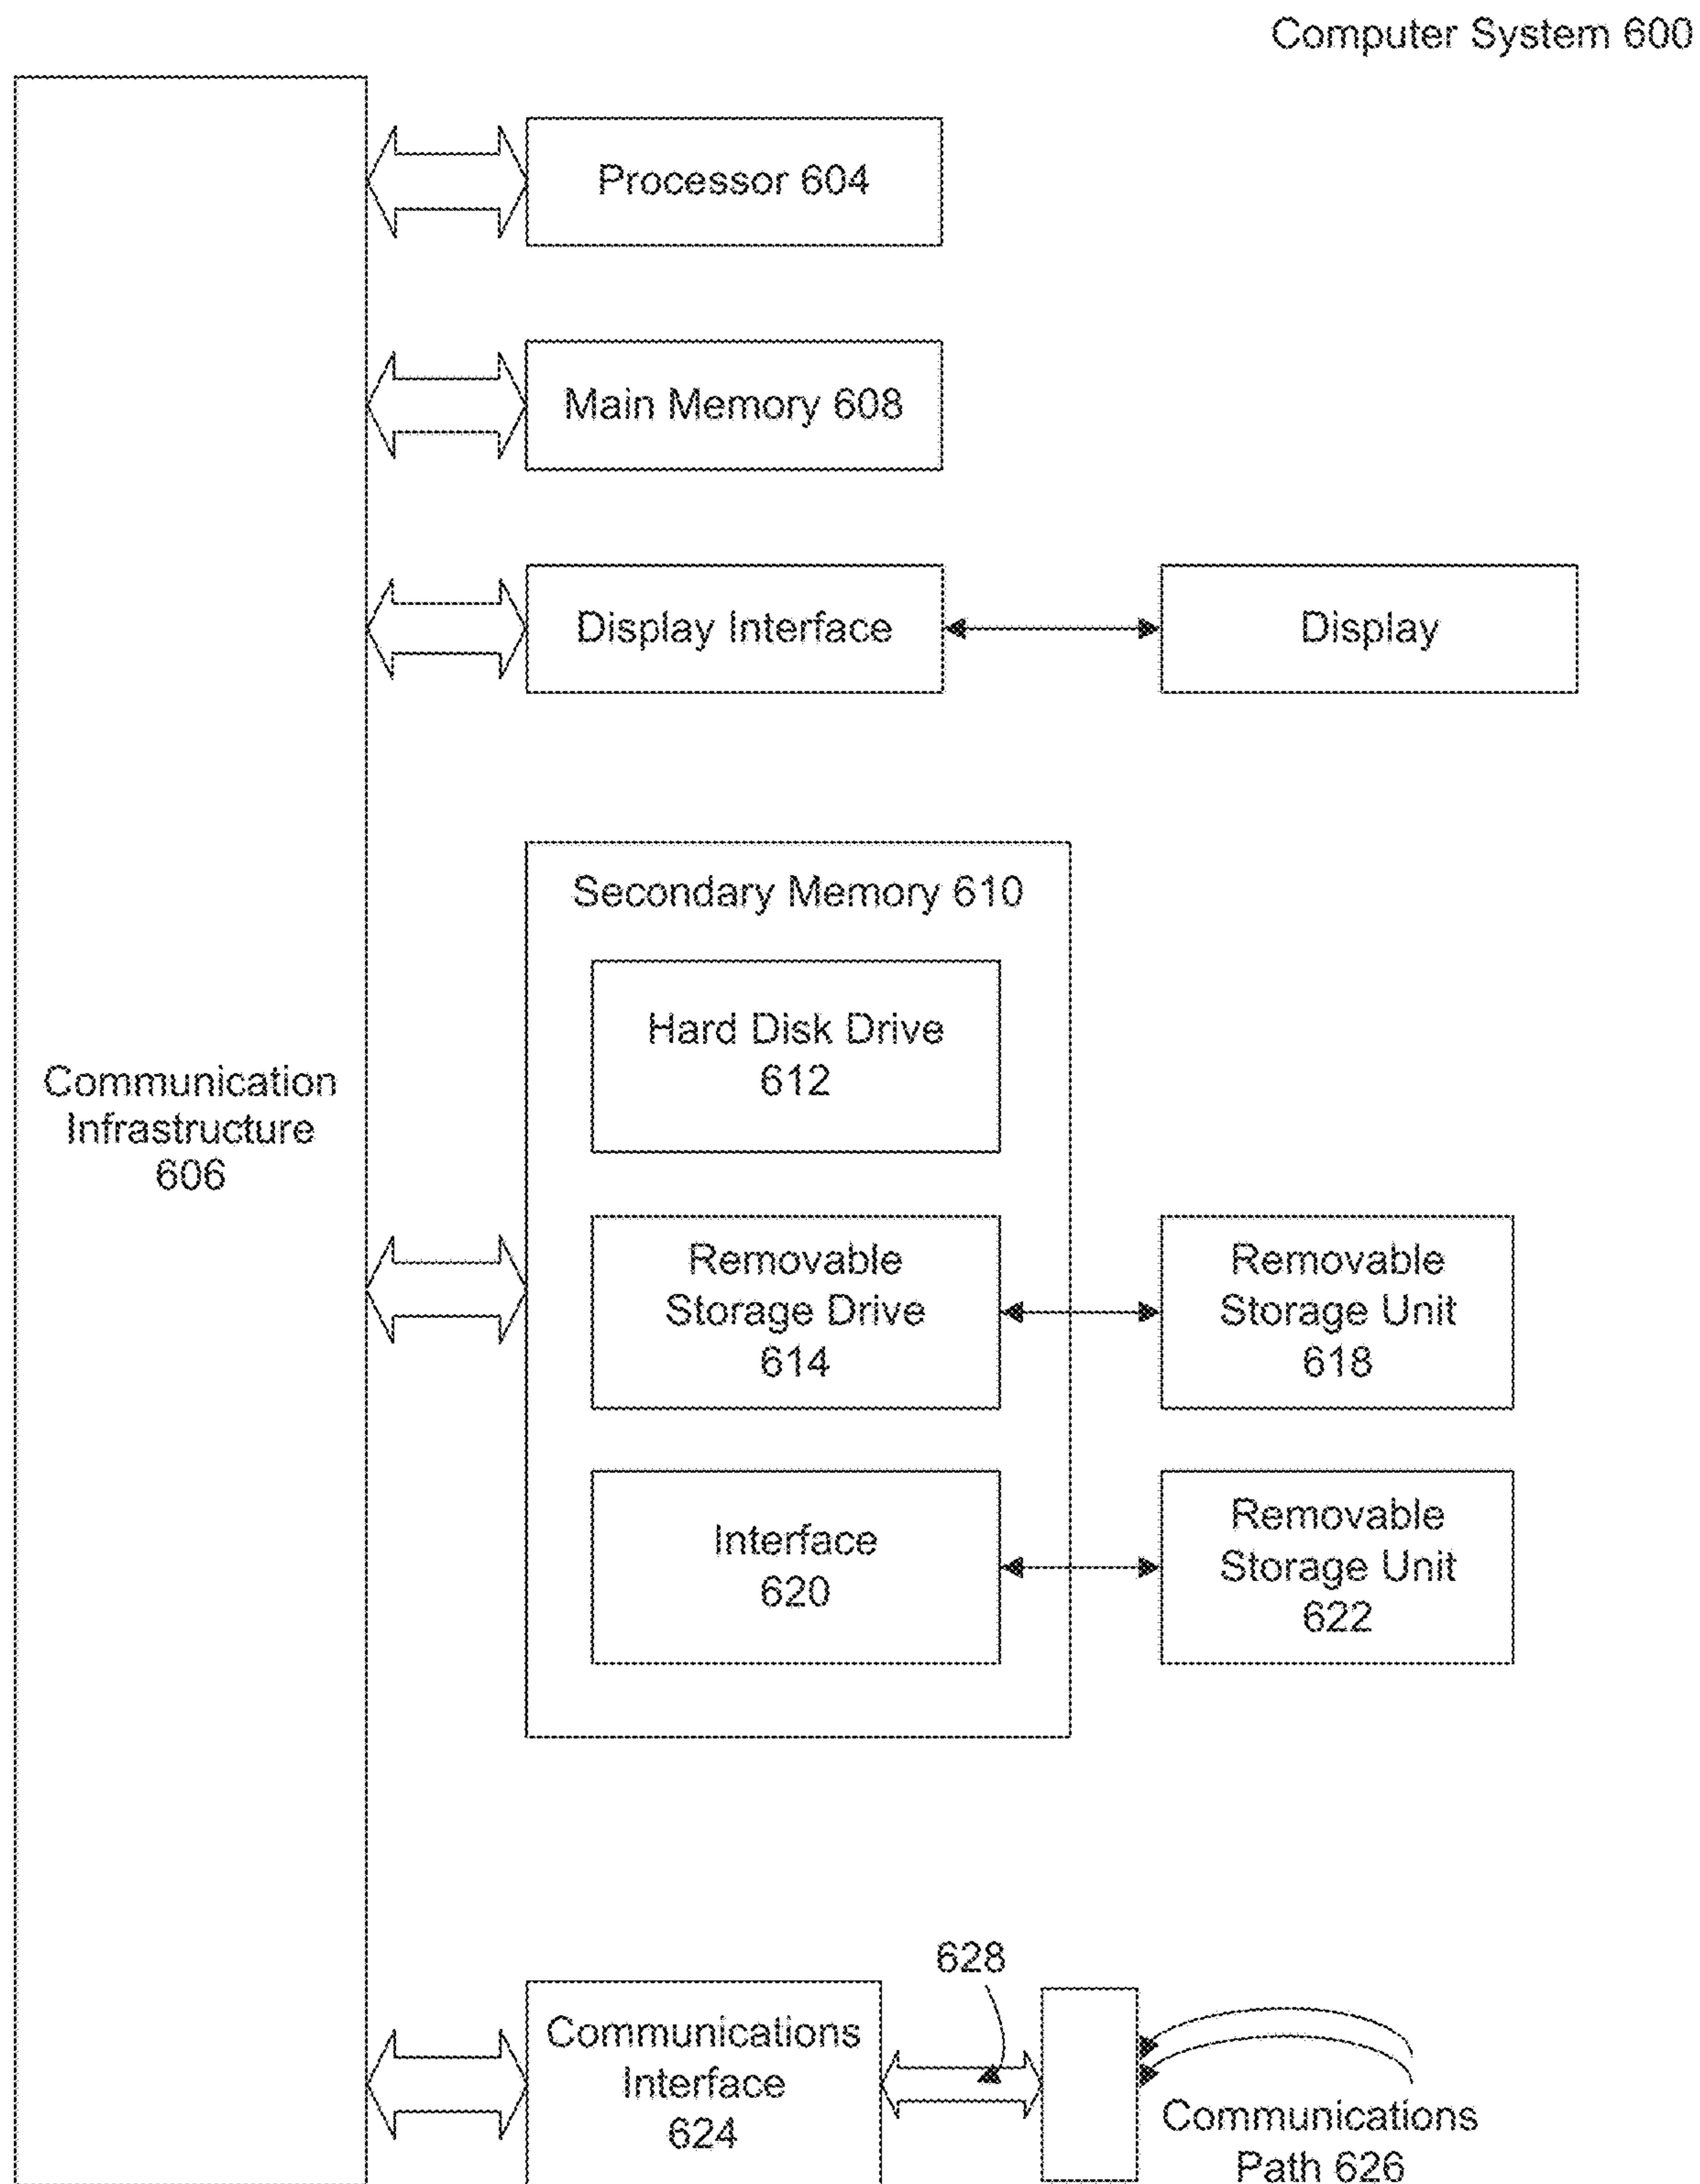 Computer System 600
Processor 604
Main Memory 608
Display Interface
Display
Secondary Memory 610
Hard Disk Drive
612
Communication
Infrastructure
606
Removable
Storage Drive
614
Removable
Storage Unit
618
Interface
620
Removable
Storage Unit
622
628
Communications
Interface
624
Communications
Path 626